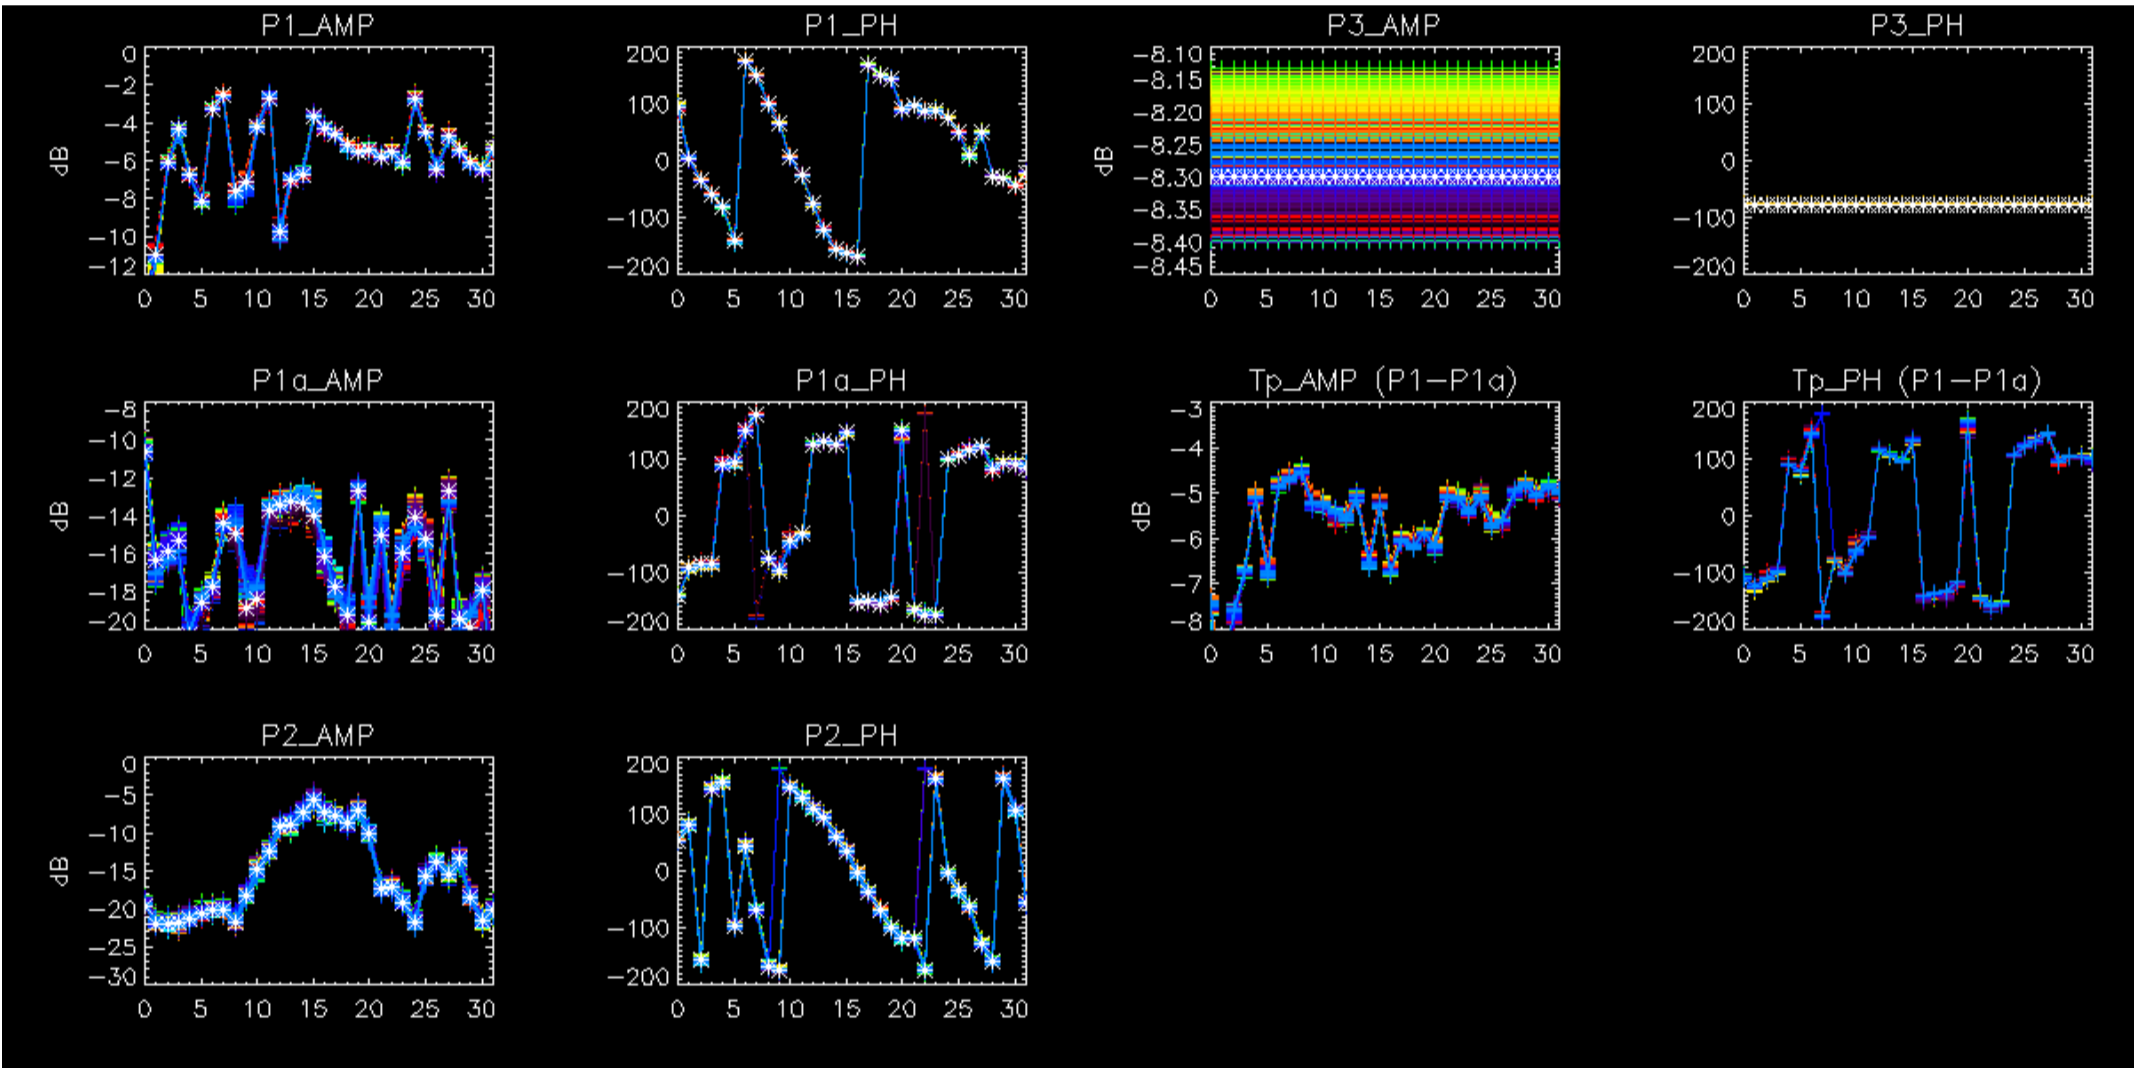 P1_AMP
dB
0
−2
−4
−6
−8
−10
−12
0 5 10 15 20 25 30
P1_PH
200
100
0
−100
−200
0 5 10 15 20 25 30
P3_AMP
dB
−8.10
−8.15
−8.20
−8.25
−8.30
−8.35
−8.40
−8.45
0 5 10 15 20 25 30
P3_PH
200
100
0
−100
−200
0 5 10 15 20 25 30
P1a_AMP
dB
−8
−10
−12
−14
−16
−18
−20
0 5 10 15 20 25 30
P1a_PH
200
100
0
−100
−200
0 5 10 15 20 25 30
Tp_AMP (P1−P1a)
dB
−3
−4
−5
−6
−7
−8
0 5 10 15 20 25 30
Tp_PH (P1−P1a)
200
100
0
−100
−200
0 5 10 15 20 25 30
P2_AMP
dB
0
−5
−10
−15
−20
−25
−30
0 5 10 15 20 25 30
P2_PH
200
100
0
−100
−200
0 5 10 15 20 25 30